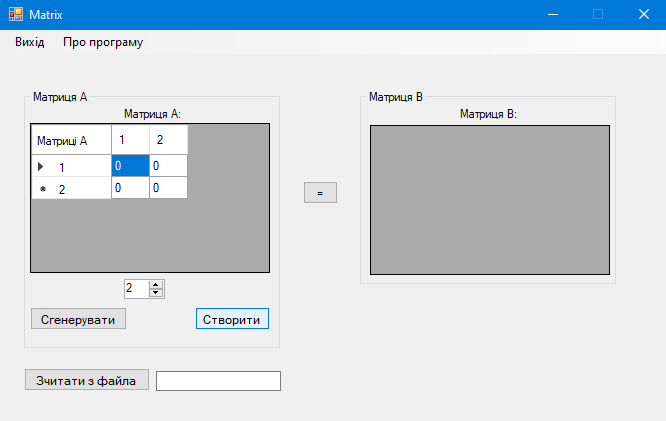 Matrix
Вихід Про програму
Матриця А
Матриця А:
Матриці А 1 2
1 0 0
2 0 0
2
Сгенерувати Створити
=
Матриця В
Матриця В:
Зчитати з файла